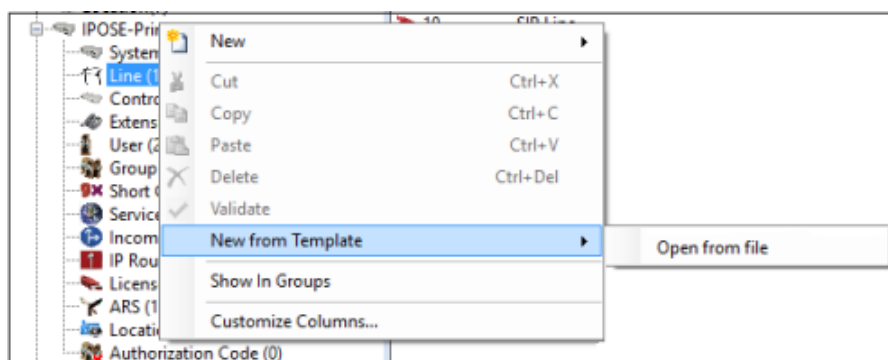 10 SIP Line
IPOSE-Pri
System
Line (1
Contro
Extens
User (2
Group
Short C
Service
Incom
IP Rou
Licens
ARS (1
Locati
Authorization Code (0)
New
Cut Ctrl+X
Copy Ctrl+C
Paste Ctrl+V
Delete Ctrl+Del
Validate
New from Template
Show In Groups
Customize Columns...
Open from file